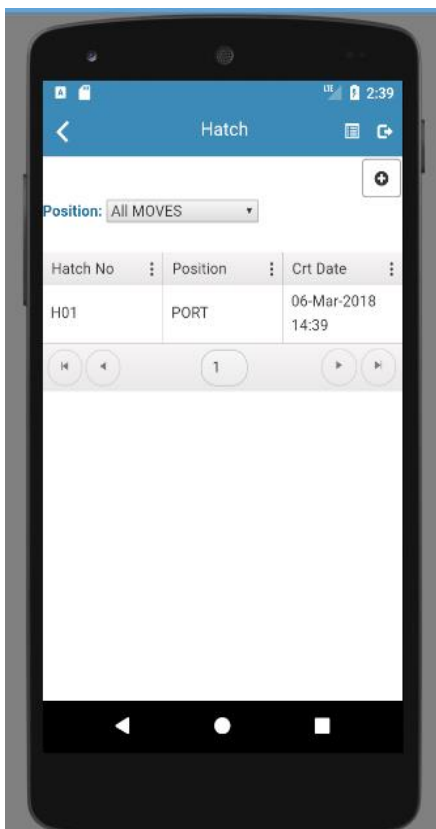 A LTE 2:39
Hatch
Position: All MOVES
Hatch No Position Crt Date
H01 PORT 06-Mar-2018
14:39
1